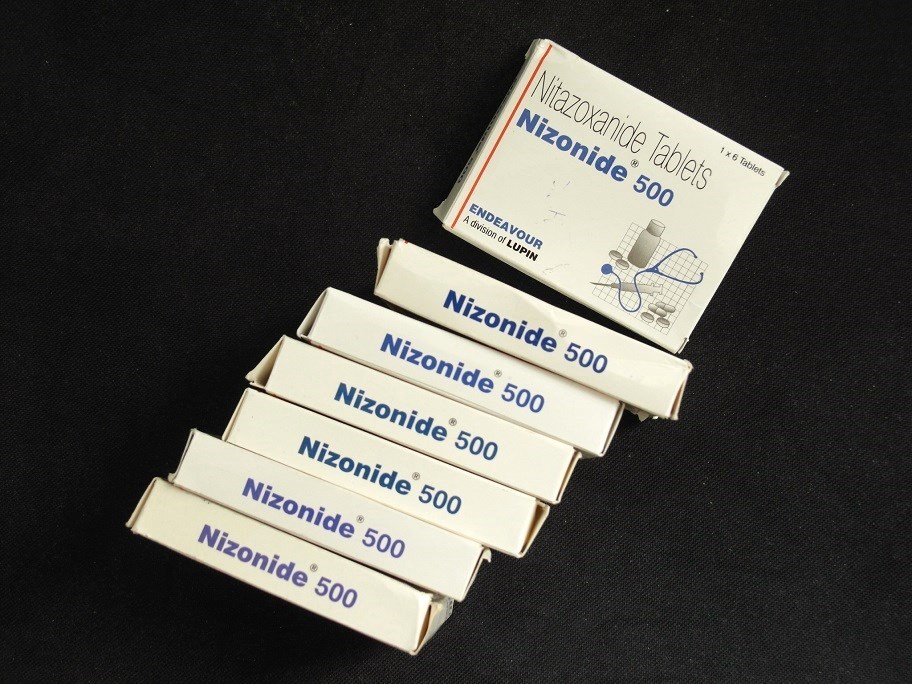 Nitazoxanide Tablets
1 x 6 Tablets
Nizonide® 500
ENDEAVOUR
A division of LUPIN
Nizonide® 500
Nizonide® 500
Nizonide® 500
Nizonide® 500
Nizonide® 500
Nizonide® 500